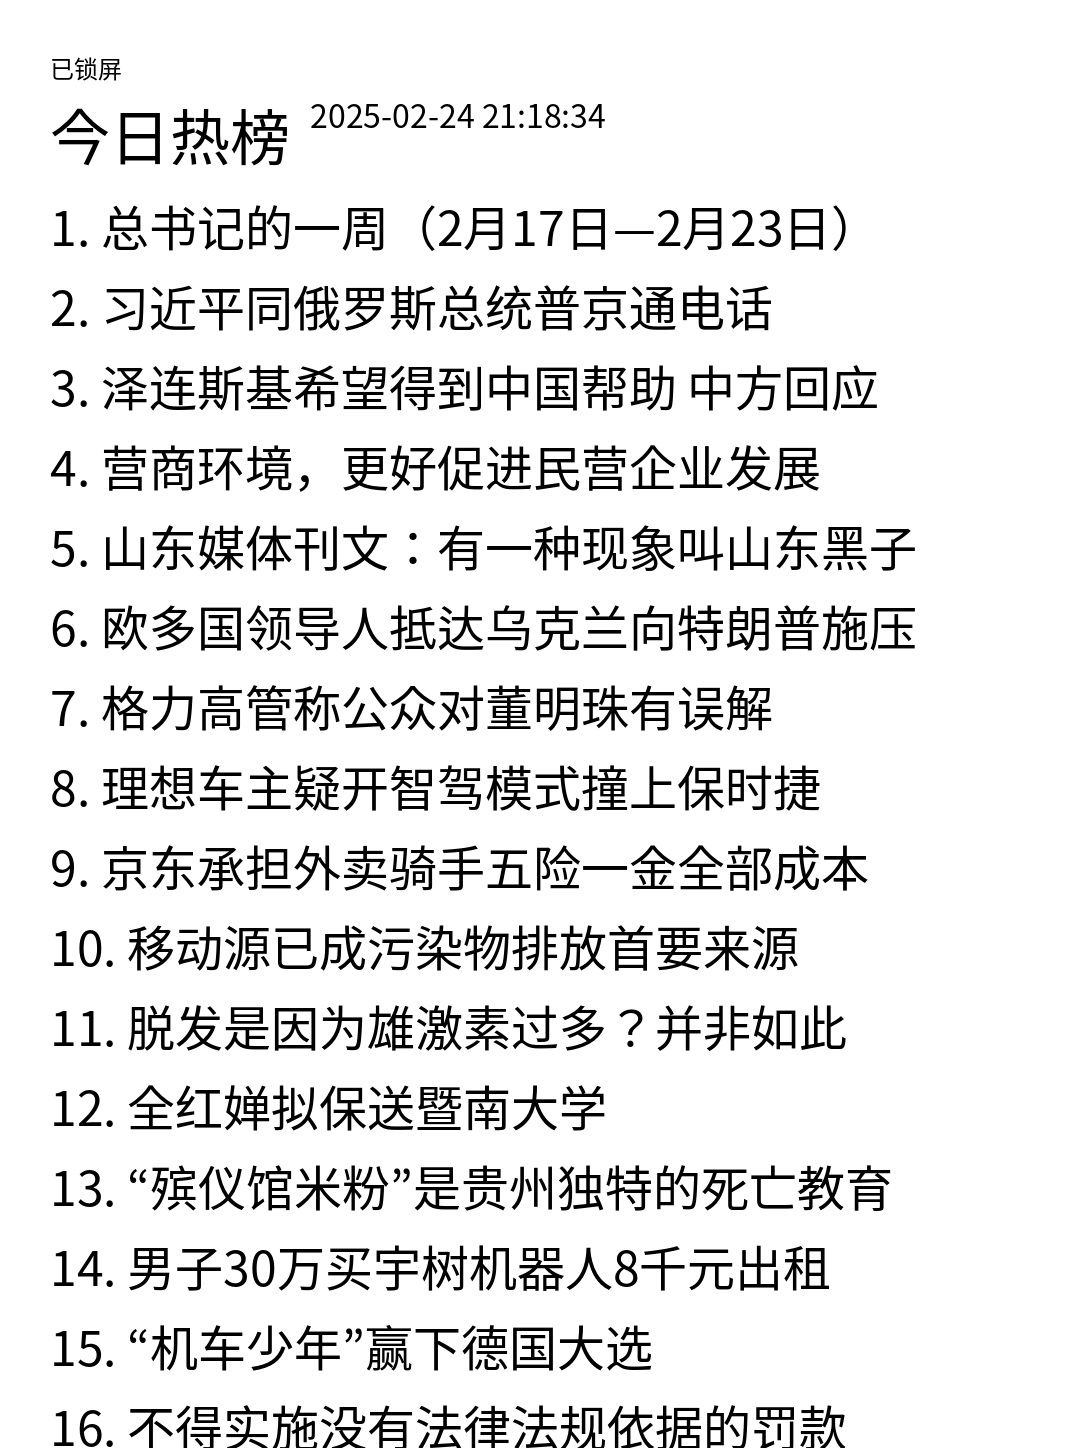 已锁屏
今日热榜 2025-02-24 21:18:34
1. 总书记的一周（2月17日—2月23日）
2. 习近平同俄罗斯总统普京通电话
3. 泽连斯基希望得到中国帮助 中方回应
4. 营商环境，更好促进民营企业发展
5. 山东媒体刊文：有一种现象叫山东黑子
6. 欧多国领导人抵达乌克兰向特朗普施压
7. 格力高管称公众对董明珠有误解
8. 理想车主疑开智驾模式撞上保时捷
9. 京东承担外卖骑手五险一金全部成本
10. 移动源已成污染物排放首要来源
11. 脱发是因为雄激素过多？并非如此
12. 全红婵拟保送暨南大学
13. “殡仪馆米粉”是贵州独特的死亡教育
14. 男子30万买宇树机器人8千元出租
15. “机车少年”赢下德国大选
16. 不得实施没有法律法规依据的罚款